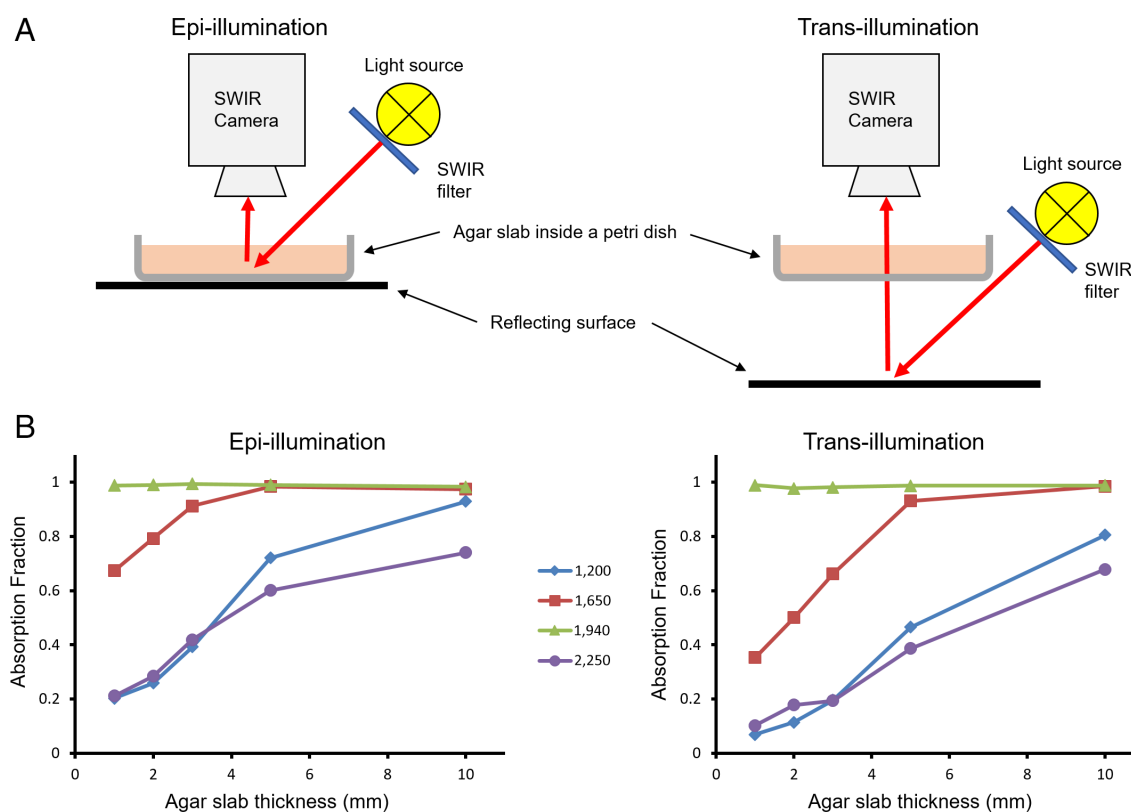 A
Epi-illumination
Trans-illumination
Light source
SWIR
Camera
SWIR
filter
SWIR
Camera
Light source
SWIR
filter
Agar slab inside a petri dish
Reflecting surface
B
Epi-illumination
Trans-illumination
Absorption Fraction
1
0.8
0.6
0.4
0.2
0
0 2 4 6 8 10
Agar slab thickness (mm)
1,200
1,650
1,940
2,250
Absorption Fraction
1
0.8
0.6
0.4
0.2
0
0 2 4 6 8 10
Agar slab thickness (mm)